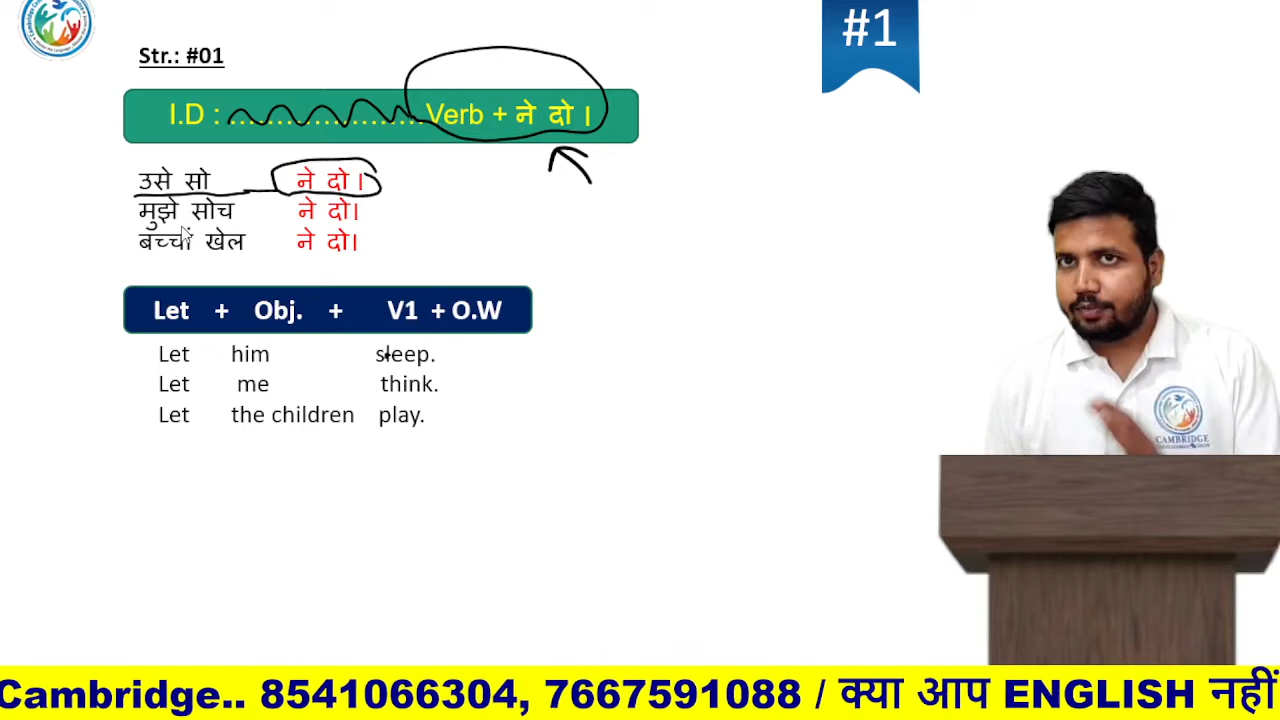 #1
Str.: #01
I.D : ......................Verb + ने दो ।
उसे सो ने दो ।
मुझे सोच ने दो।
बच्चों खेल ने दो।
Let + Obj. + V1 + O.W
Let him sleep.
Let me think.
Let the children play.
CAMBRIDGE
Cambridge.. 8541066304, 7667591088 / क्या आप ENGLISH नहीं